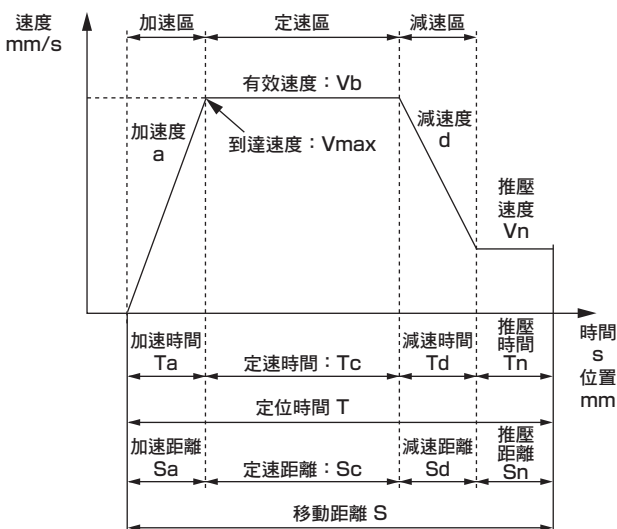 速度
mm/s
加速區
定速區
減速區
有效速度：Vb
加速度
a
到達速度：Vmax
減速度
d
推壓
速度
Vn
加速時間
Ta
定速時間：Tc
減速時間
Td
推壓
時間
Tn
時間
s
位置
mm
定位時間 T
加速距離
Sa
定速距離：Sc
減速距離
Sd
推壓
距離
Sn
移動距離 S